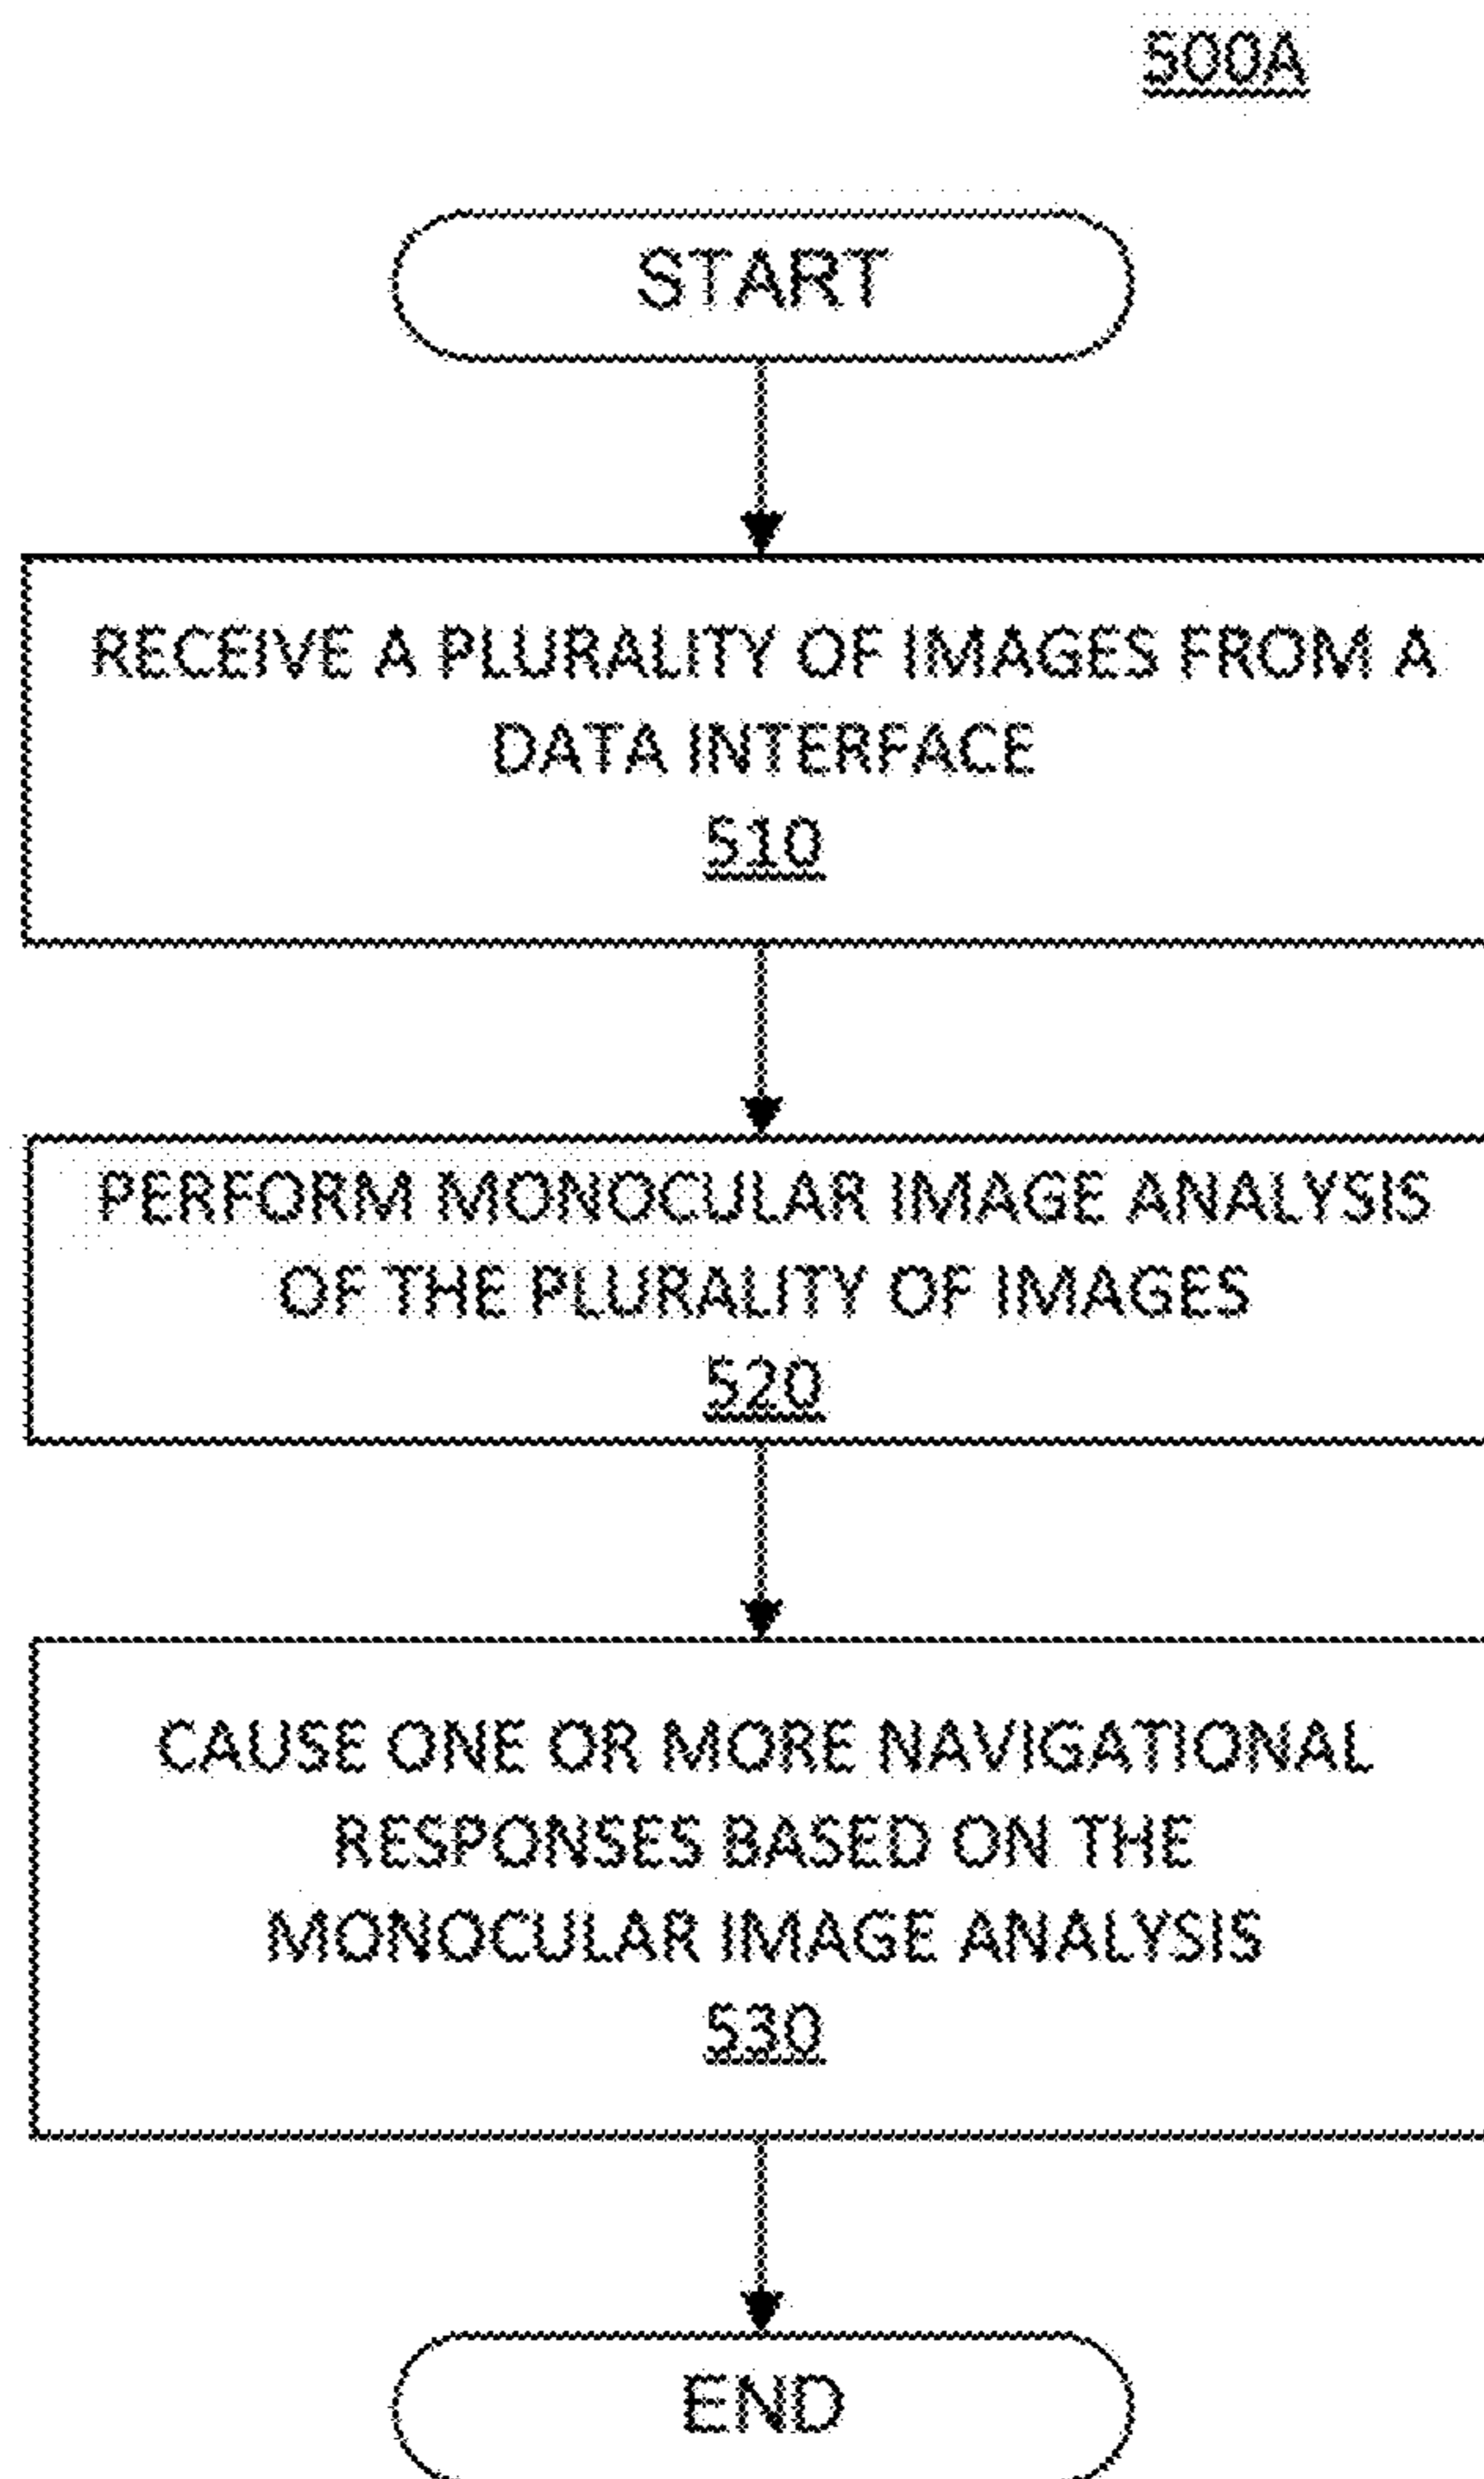 500A
START
RECEIVE A PLURALITY OF IMAGES FROM A
DATA INTERFACE
510
PERFORM MONOCULAR IMAGE ANALYSIS
OF THE PLURALITY OF IMAGES
520
CAUSE ONE OR MORE NAVIGATIONAL
RESPONSES BASED ON THE
MONOCULAR IMAGE ANALYSIS
530
END